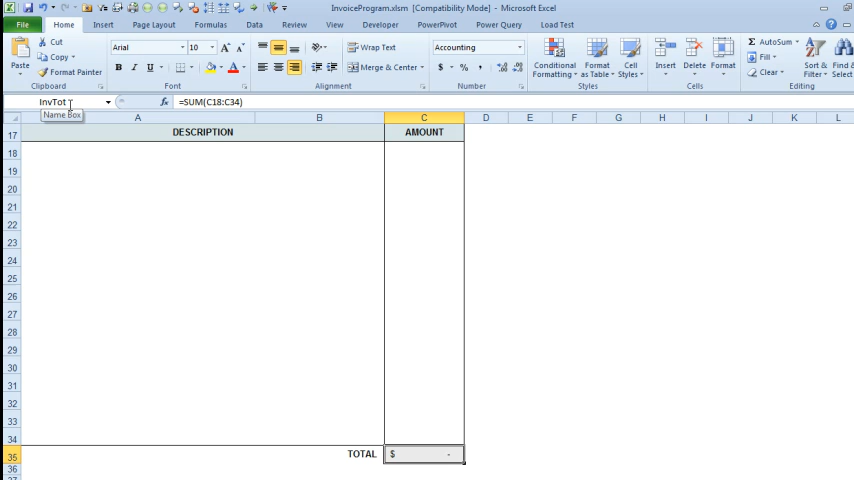 InvoiceProgram.xlsm [Compatibility Mode] - Microsoft Excel
File Home Insert Page Layout Formulas Data Review View Developer PowerPivot Power Query Load Test
Paste Cut Copy Format Painter
Arial 10
B I U
Wrap Text
Merge & Center
Accounting
$ % ,
Conditional Formatting Format as Table Cell Styles
Insert Delete Format
Σ AutoSum
Fill
Clear
Sort & Filter Find & Select
Clipboard Font Alignment Number Styles Cells Editing
InvTot fx =SUM(C18:C34)
Name Box
A B C D E F G H I J K L
17 DESCRIPTION AMOUNT
18
19
20
21
22
23
24
25
26
27
28
29
30
31
32
33
34
35 TOTAL $ -
36
37